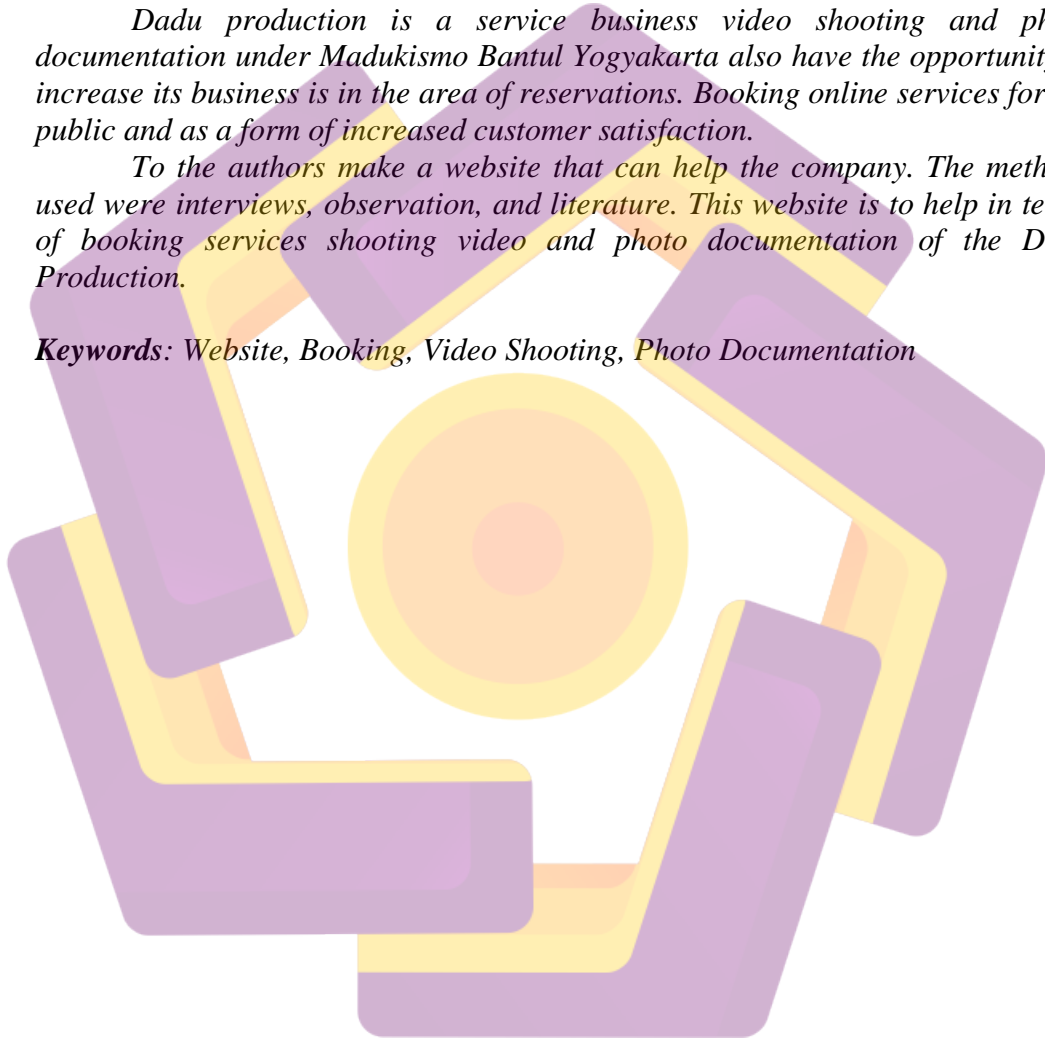 Dadu production is a service business video shooting and ph
documentation under Madukismo Bantul Yogyakarta also have the opportunity
increase its business is in the area of reservations. Booking online services for
public and as a form of increased customer satisfaction.
To the authors make a website that can help the company. The meth
used were interviews, observation, and literature. This website is to help in te
of booking services shooting video and photo documentation of the D
Production.
Keywords: Website, Booking, Video Shooting, Photo Documentation